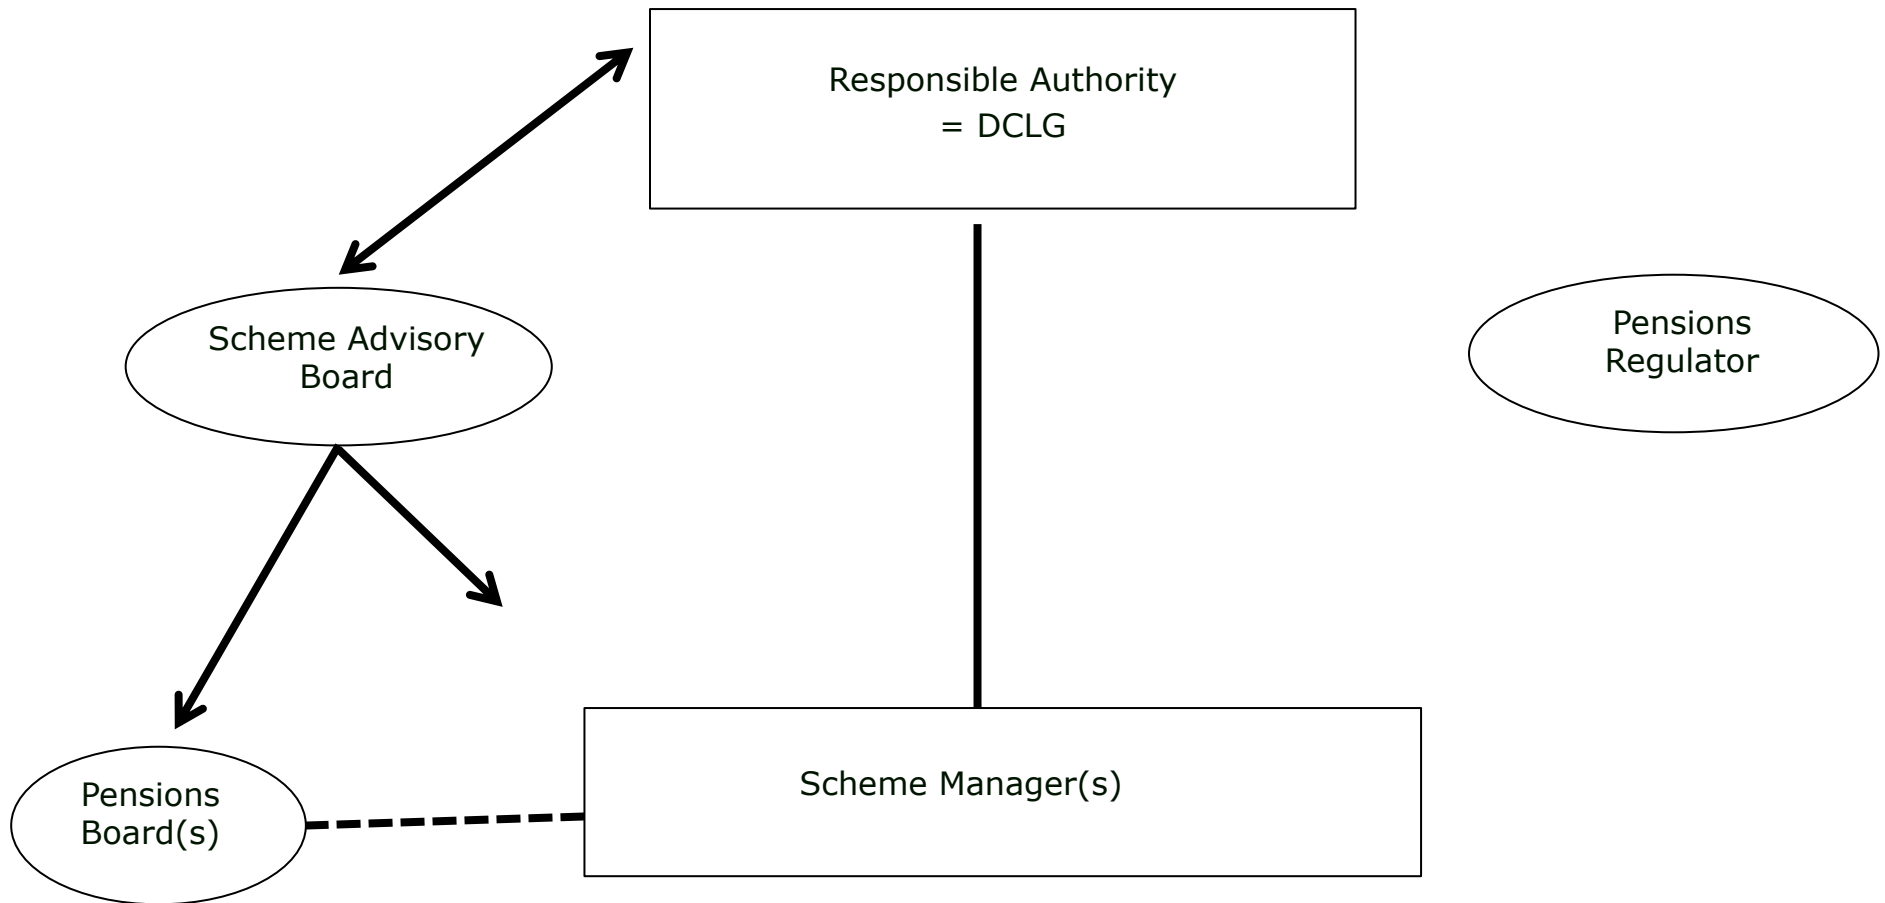 Responsible Authority
= DCLG
Scheme Advisory
Board
Pensions
Regulator
Scheme Manager(s)
Pensions
Board(s)